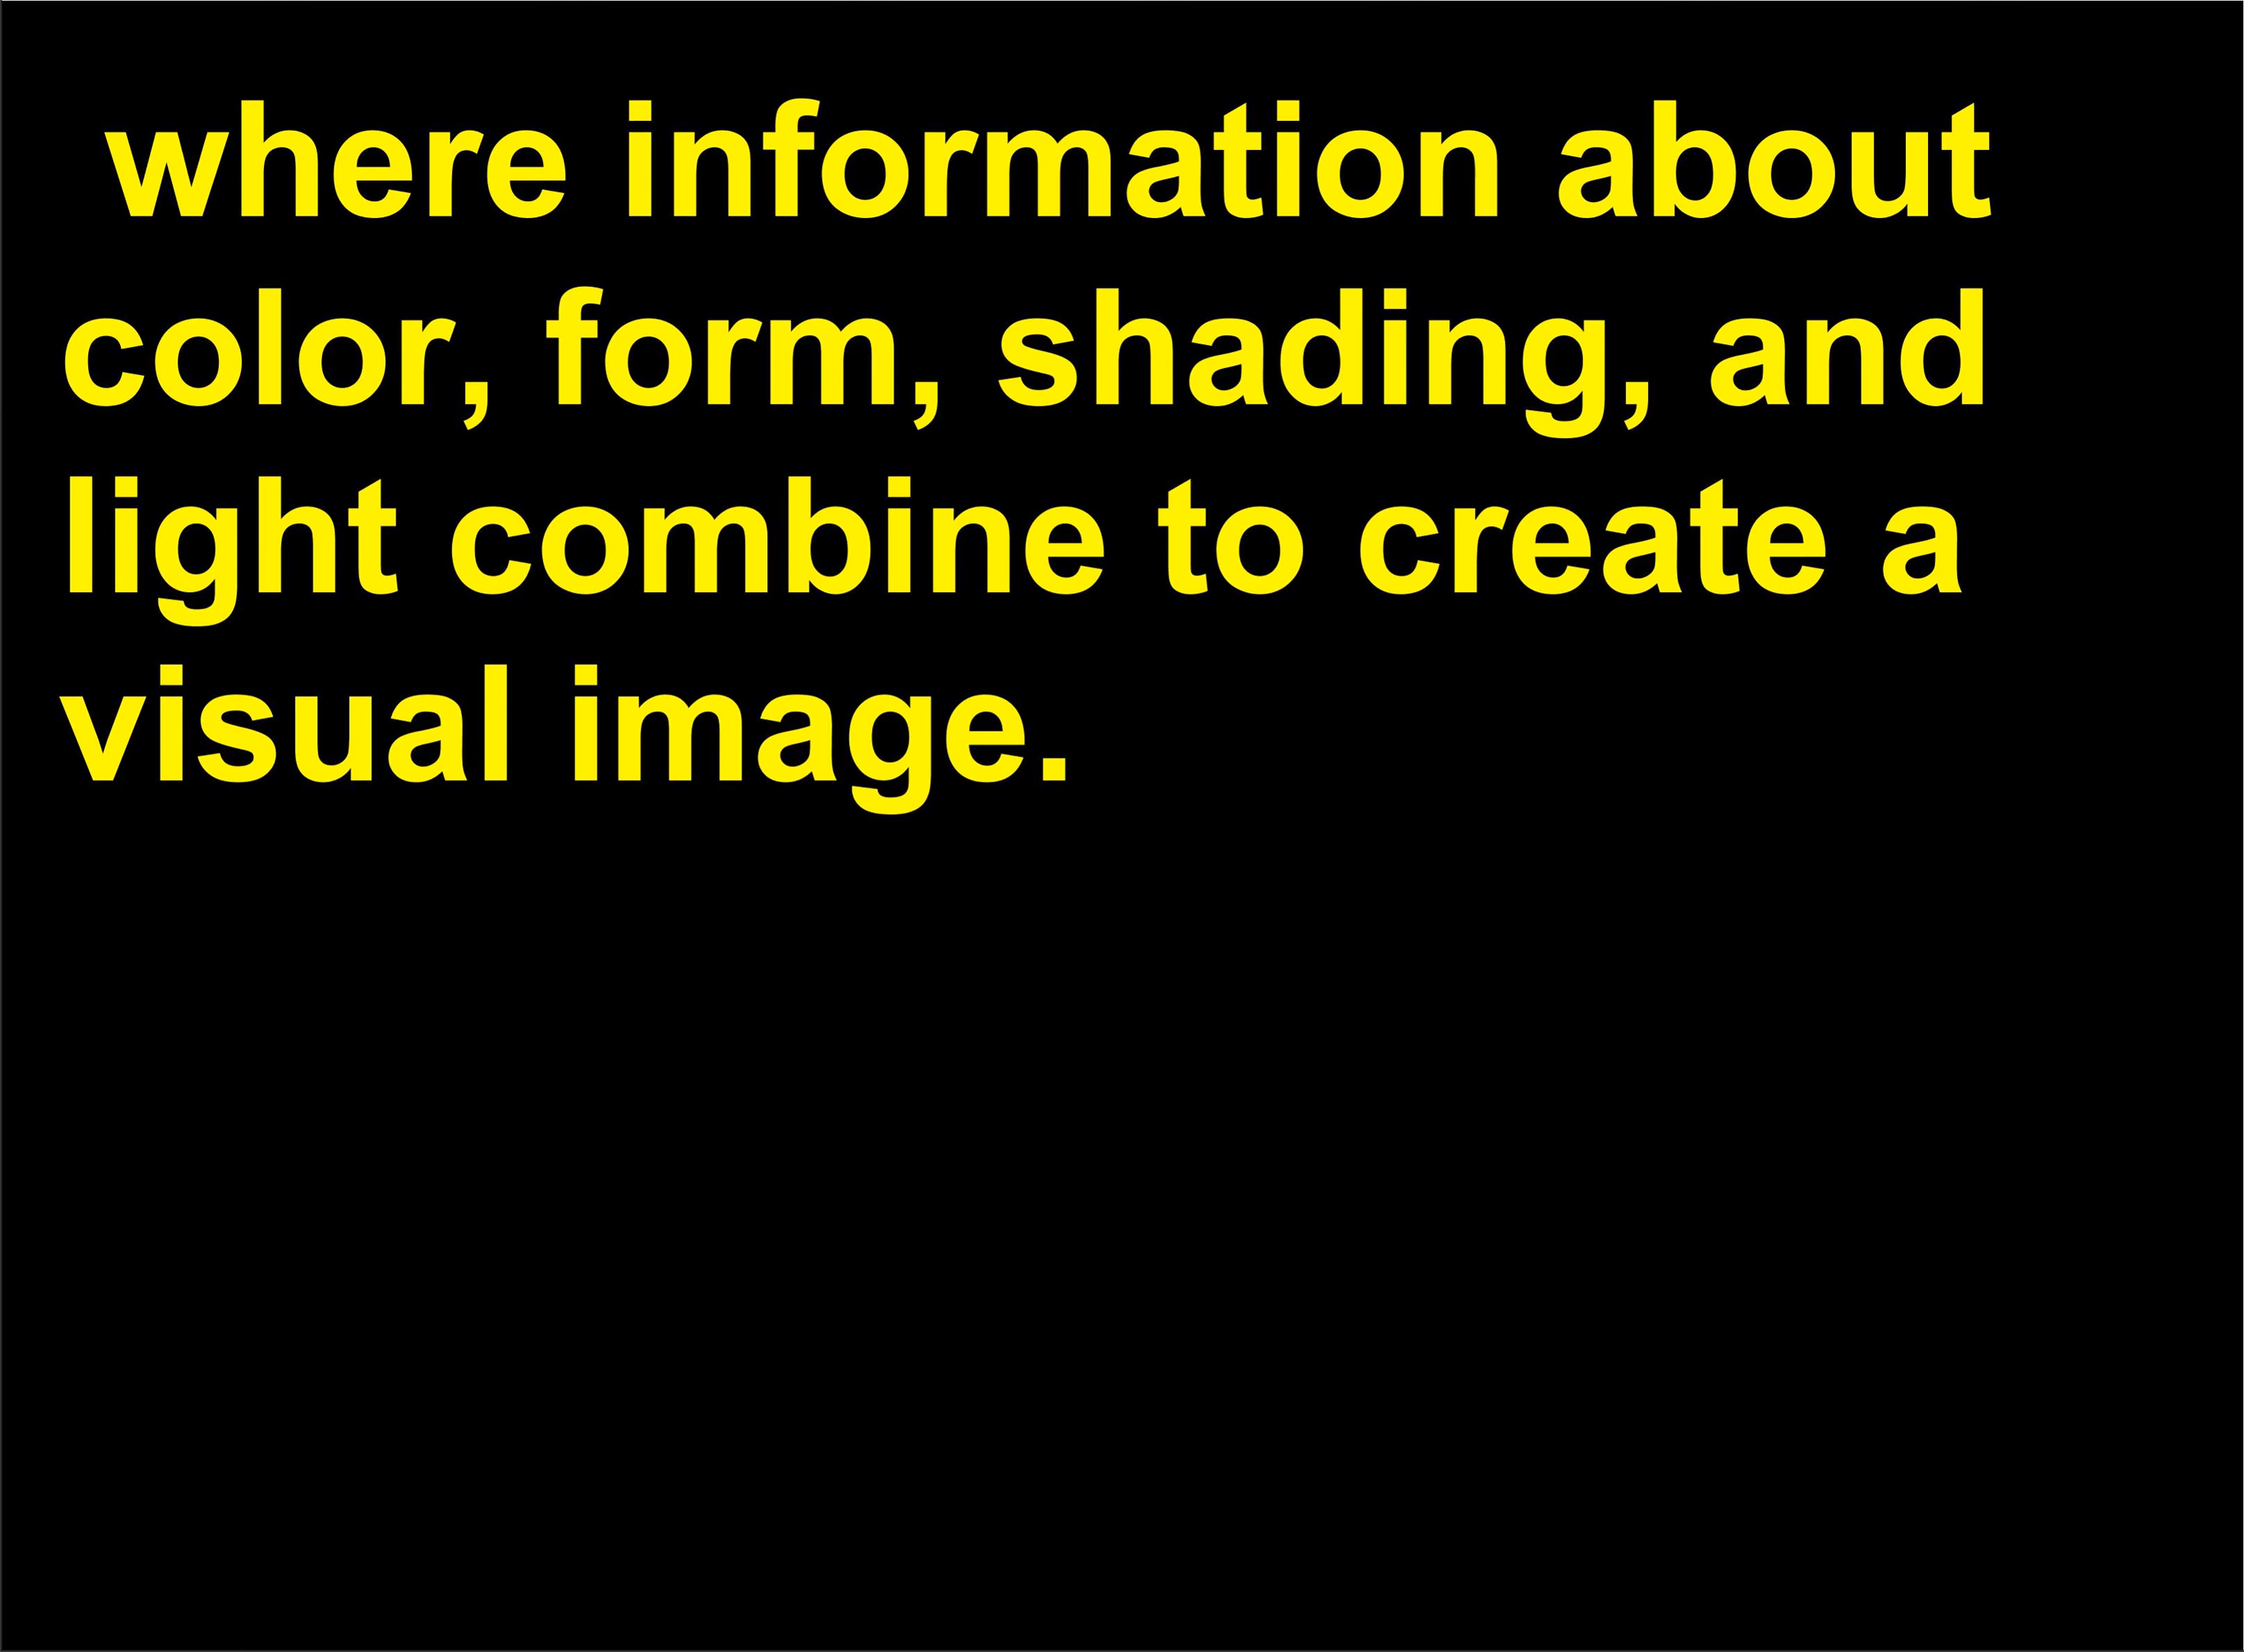 where information about
color, form, shading, and
light combine to create a
visual image.